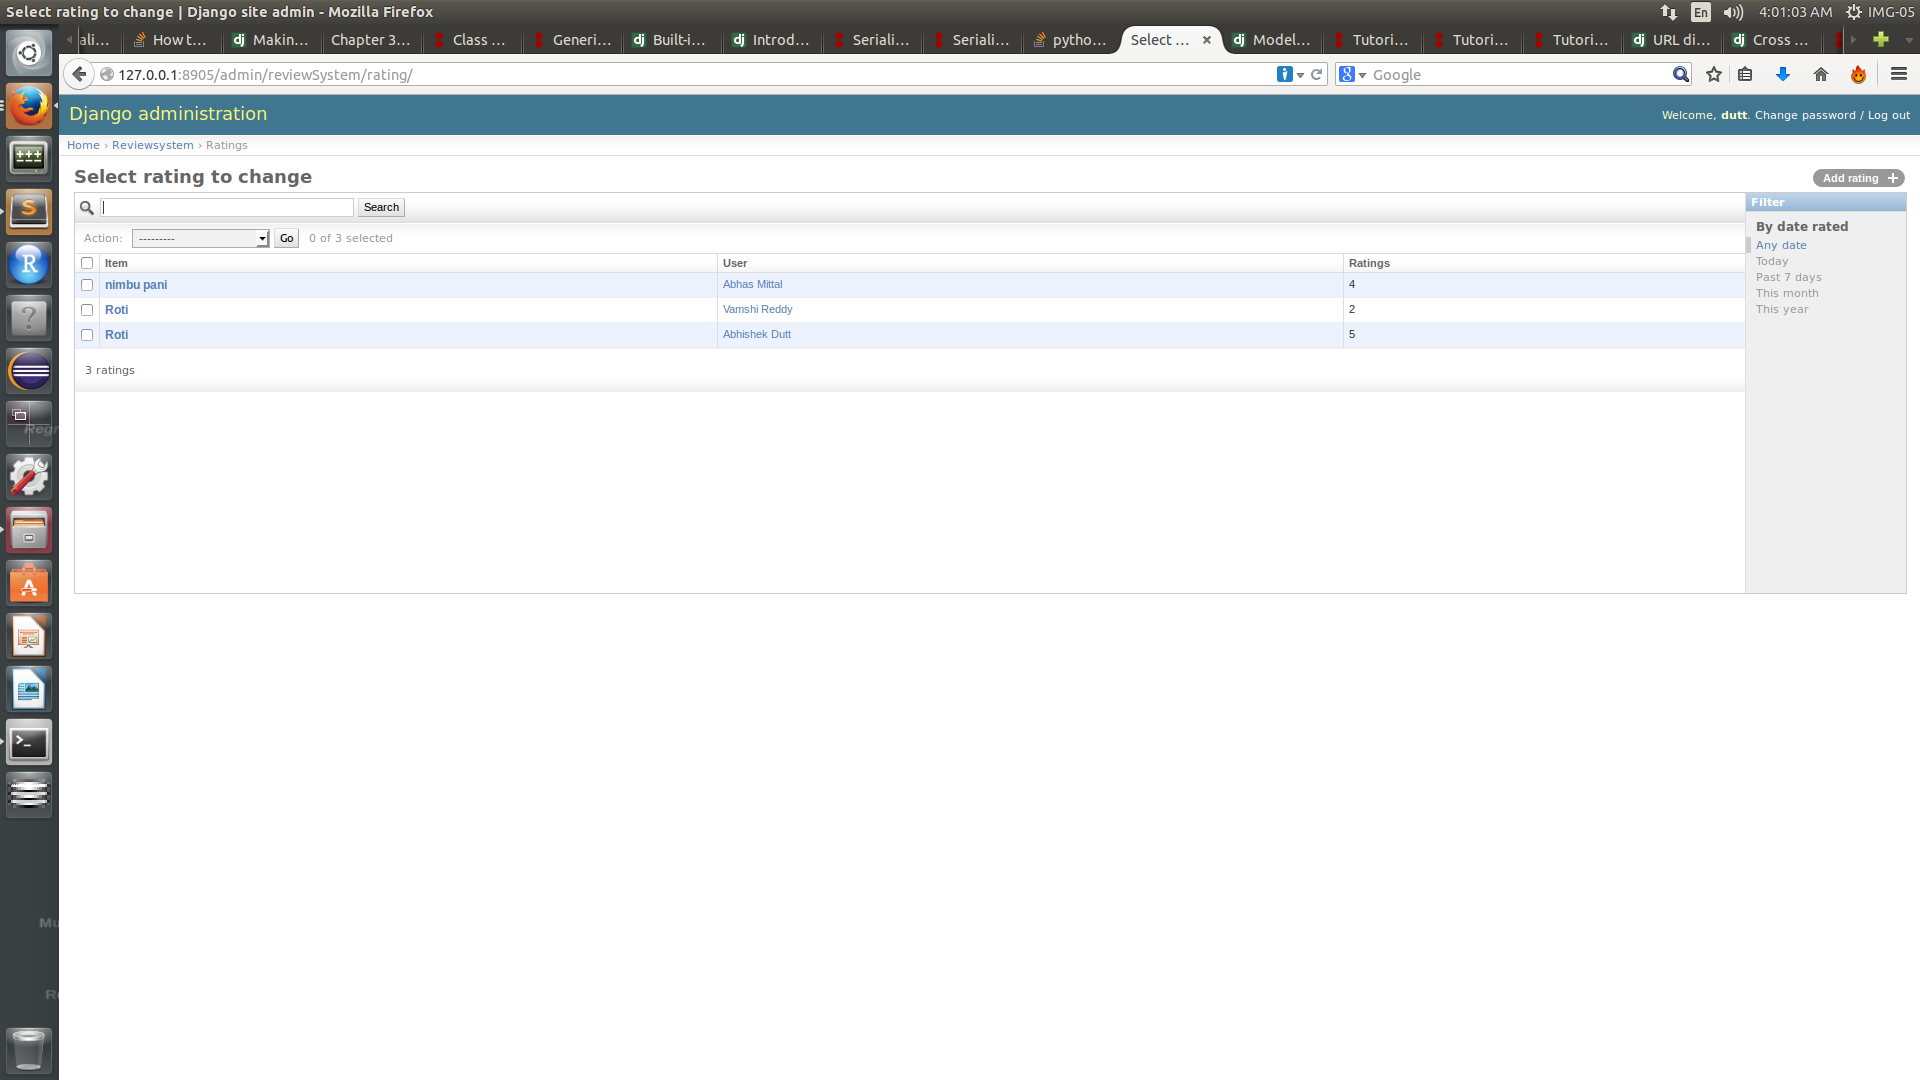 Select rating to change | Django site admin - Mozilla Firefox
En
4:01:03 AM
IMG-05
ali...
How t...
Makin...
Chapter 3...
Class ...
Generi...
Built-i...
Introd...
Seriali...
Seriali...
pytho...
Select ...
Model...
Tutori...
Tutori...
Tutori...
URL di...
Cross ...
127.0.0.1:8905/admin/reviewSystem/rating/
Google
Django administration
Welcome, dutt. Change password / Log out
Home › Reviewsystem › Ratings
Select rating to change
Add rating +
Search
Filter
Action: --------- Go 0 of 3 selected
By date rated
Any date
Today
Past 7 days
This month
This year
Item User Ratings
nimbu pani Abhas Mittal 4
Roti Vamshi Reddy 2
Roti Abhishek Dutt 5
3 ratings